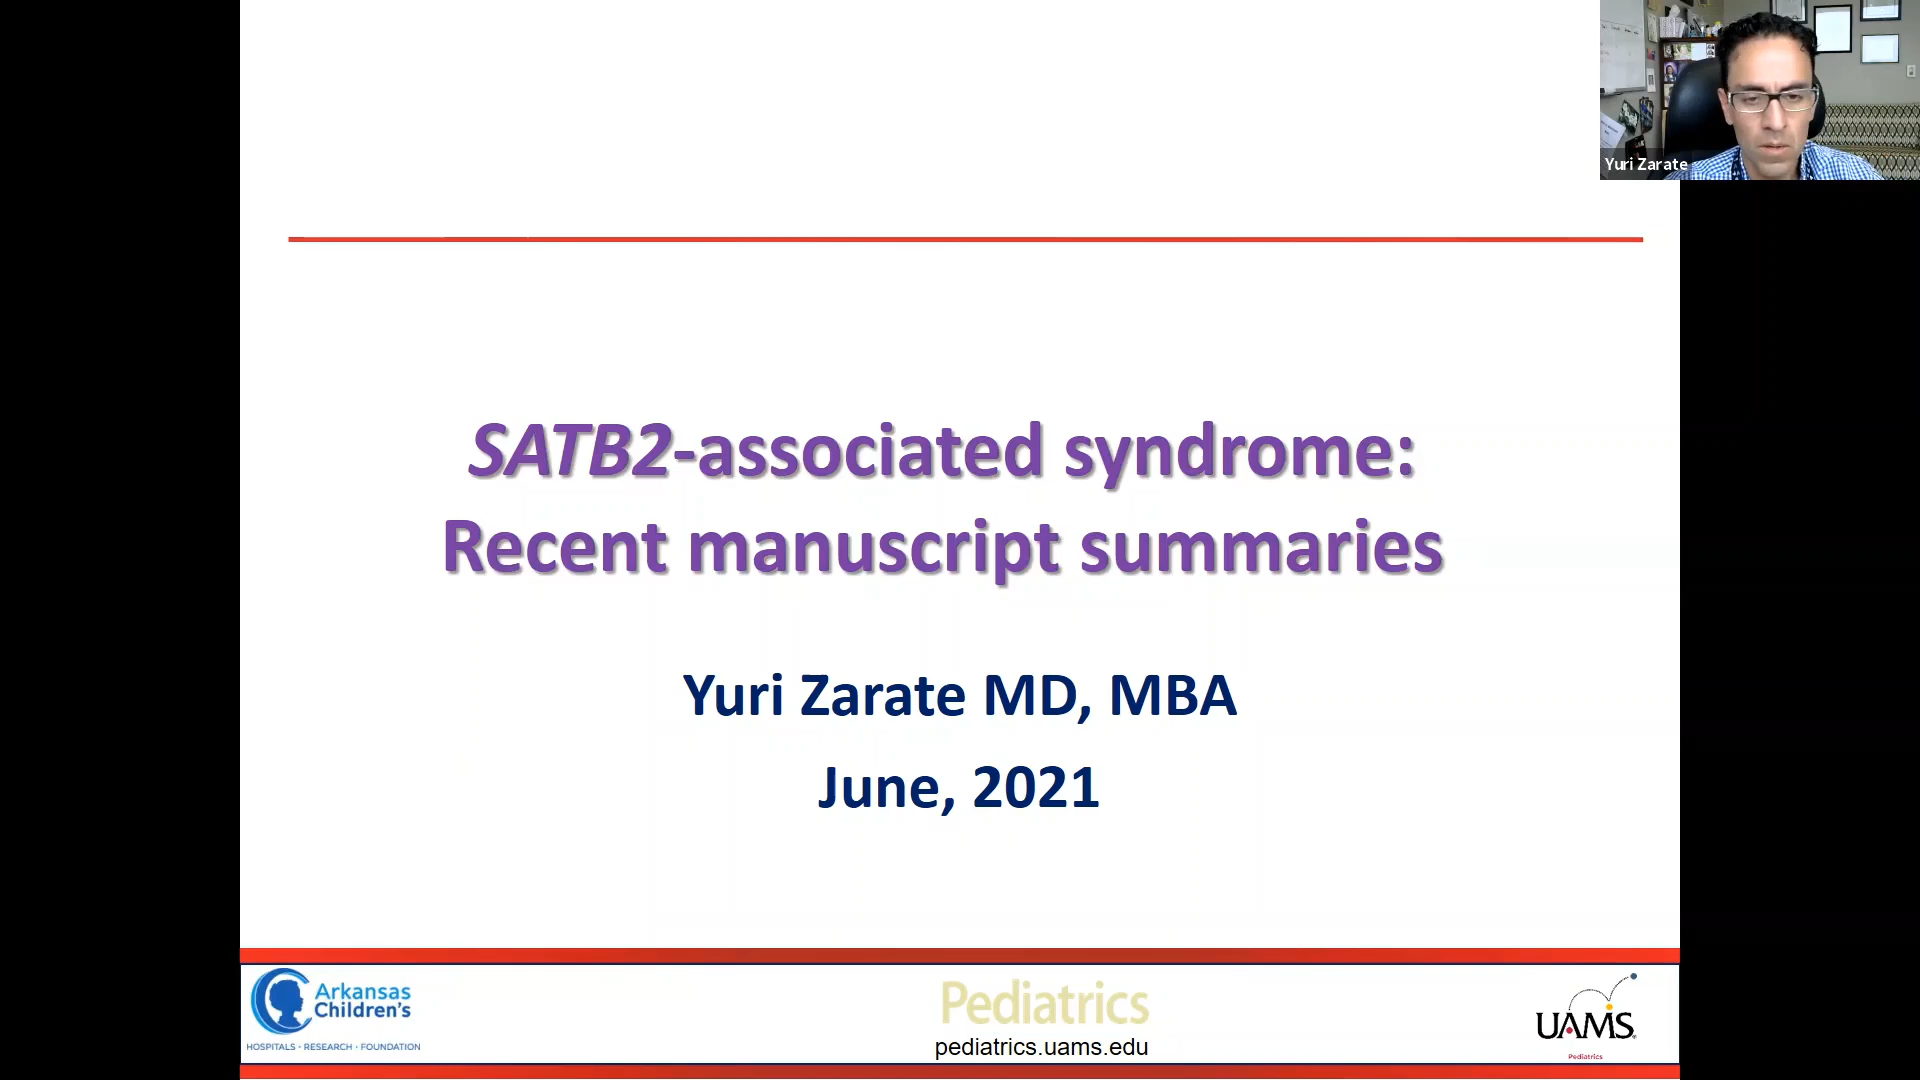 Yuri Zarate
SATB2-associated syndrome:
Recent manuscript summaries
Yuri Zarate MD, MBA
June, 2021
Arkansas
Children's
HOSPITALS • RESEARCH • FOUNDATION
Pediatrics
pediatrics.uams.edu
UAMS
Pediatrics